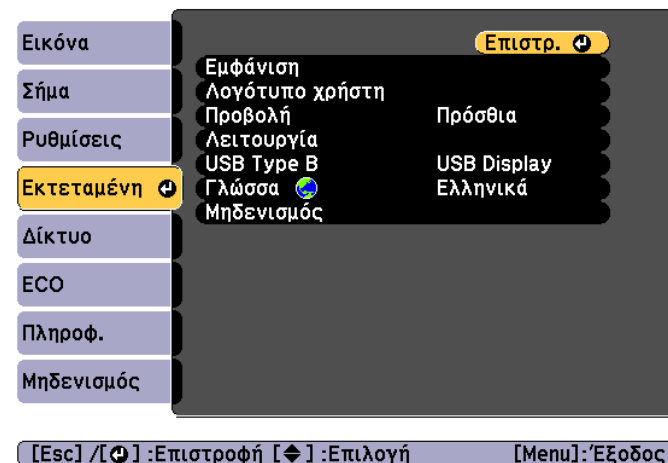 Εικόνα
Σήμα
Ρυθμίσεις
Εκτεταμένη
Δίκτυο
ECO
Πληροφ.
Μηδενισμός
Επιστρ.
Εμφάνιση
Λογότυπο χρήστη
Προβολή Πρόσθια
Λειτουργία
USB Type B USB Display
Γλώσσα Ελληνικά
Μηδενισμός
[Esc] /[ ] :Επιστροφή [ ] :Επιλογή [Menu]:Έξοδος